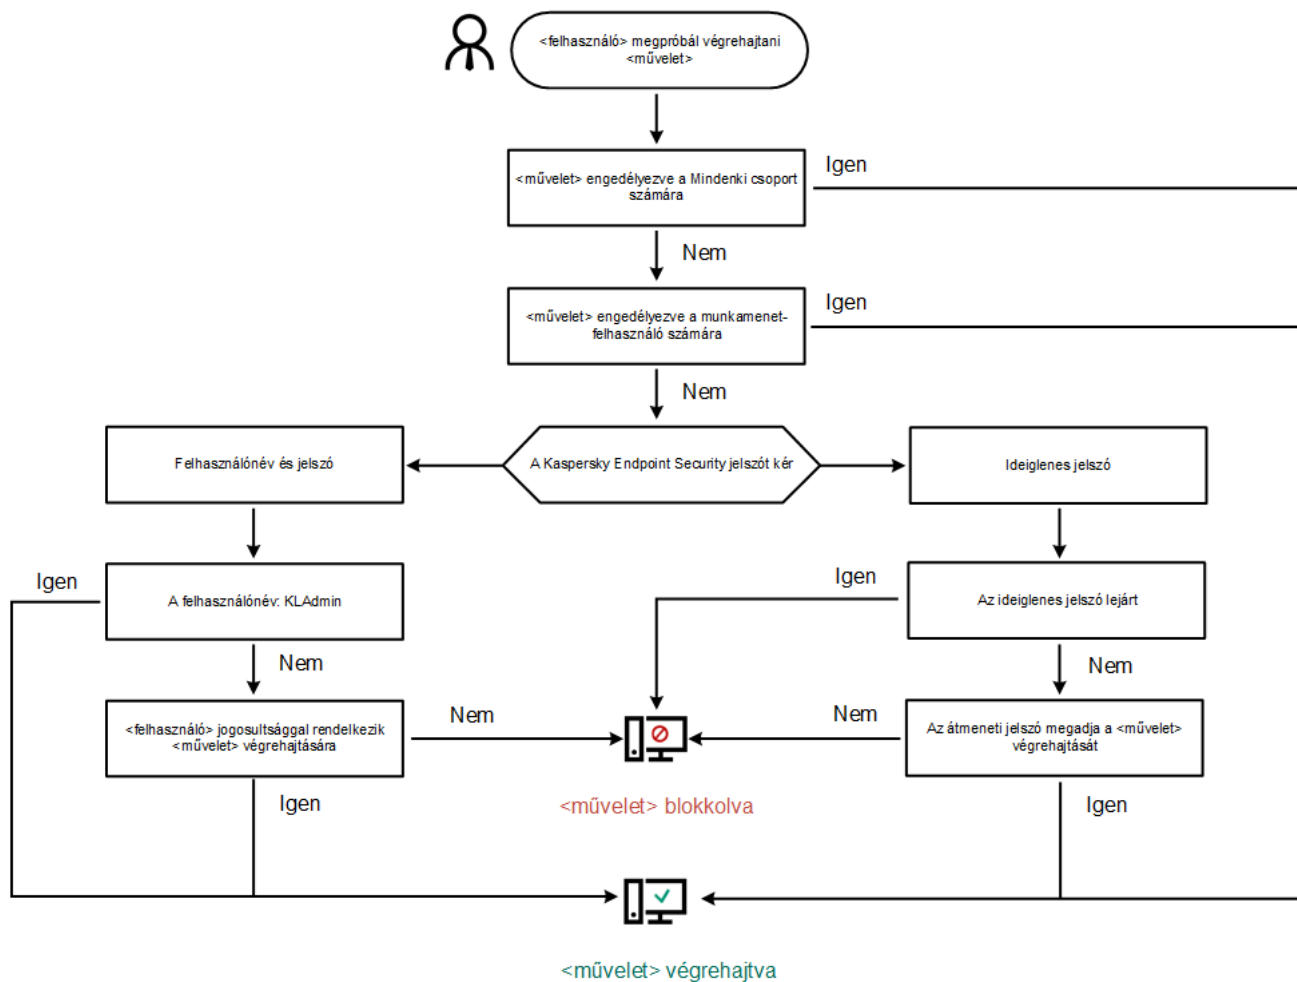 <felhasználó> megpróbál végrehajtani
<művelet>
Igen
<művelet> engedélyezve a Mindenki csoport
számára
Nem
Igen
<művelet> engedélyezve a munkamenet-
felhasználó számára
Nem
Felhasználónév és jelszó
A Kaspersky Endpoint Security jelszót kér
Ideiglenes jelszó
Igen
A felhasználónév: KLAdmin
Igen
Az ideiglenes jelszó lejárt
Nem
Nem
<felhasználó> jogosultsággal rendelkezik
<művelet> végrehajtására
Nem
Nem
Az átmeneti jelszó megadja a <művelet>
végrehajtását
Igen
<művelet> blokkolva
Igen
<művelet> végrehajtva